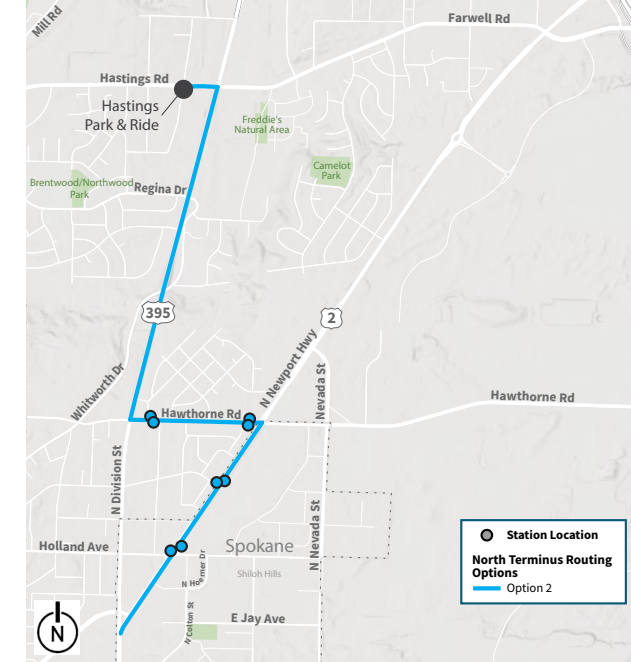 Mill Rd
Farwell Rd
Hastings Rd
Hastings
Park & Ride
Freddie's
Natural Area
Camelot
Park
Brentwood/Northwood
Park
Regina Dr
395
2
N Newport Hwy
Whitworth Dr
Nevada St
Hawthorne Rd
Hawthorne Rd
N Division St
N Nevada St
Holland Ave
Spokane
Shiloh Hills
N Colton St
E Jay Ave
Station Location
North Terminus Routing
Options
Option 2
N